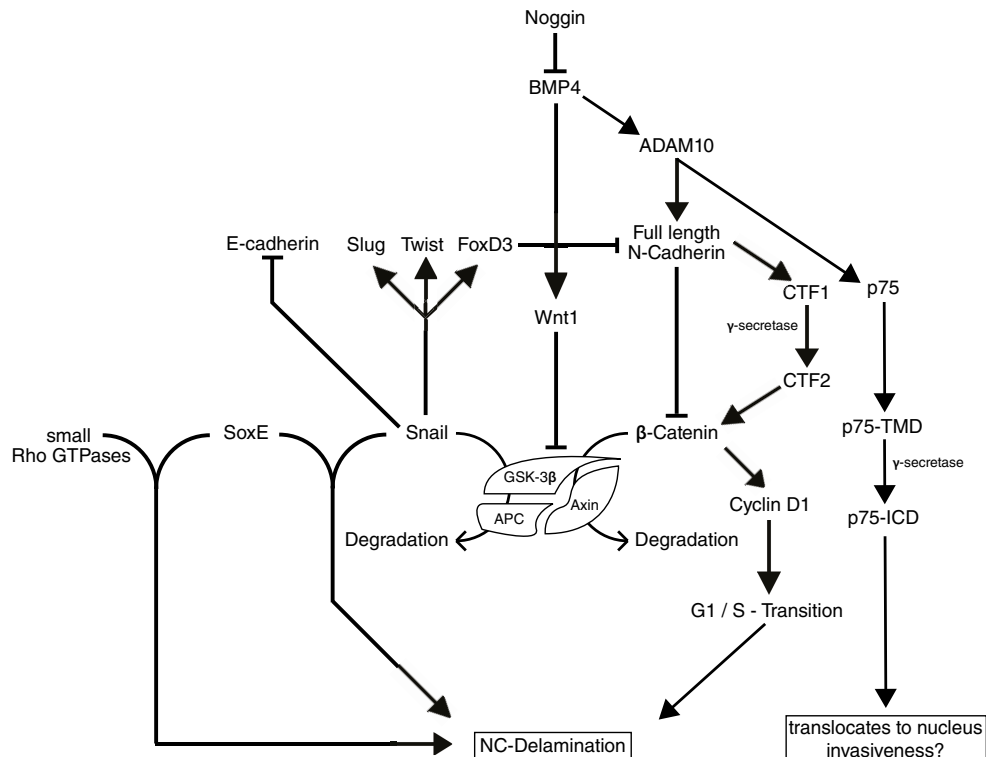 Noggin
BMP4
ADAM10
E-cadherin
Slug
Twist
FoxD3
Full length
N-Cadherin
CTF1
p75
Wnt1
γ-secretase
CTF2
small
Rho GTPases
SoxE
Snail
β-Catenin
p75-TMD
GSK-3β
γ-secretase
APC
Axin
Cyclin D1
p75-ICD
Degradation
Degradation
G1 / S - Transition
NC-Delamination
translocates to nucleus
invasiveness?